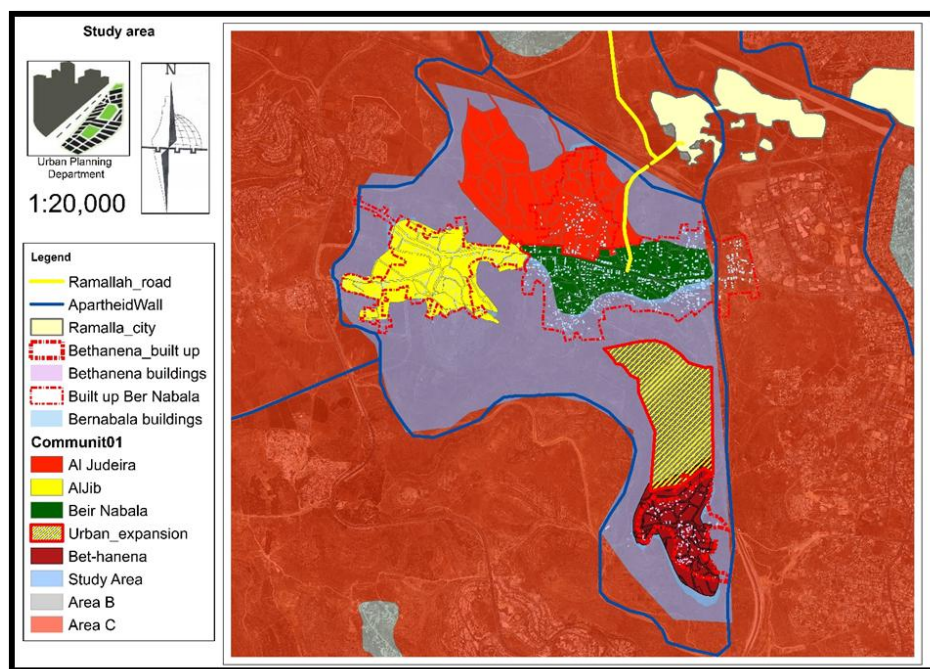 Study area
N
Urban Planning
Department
1:20,000
Legend
Ramallah_road
ApartheidWall
Ramalla_city
Bethanena_built up
Bethanena buildings
Built up Ber Nabala
Bernabala buildings
Communit01
Al Judeira
AlJib
Beir Nabala
Urban_expansion
Bet-hanena
Study Area
Area B
Area C